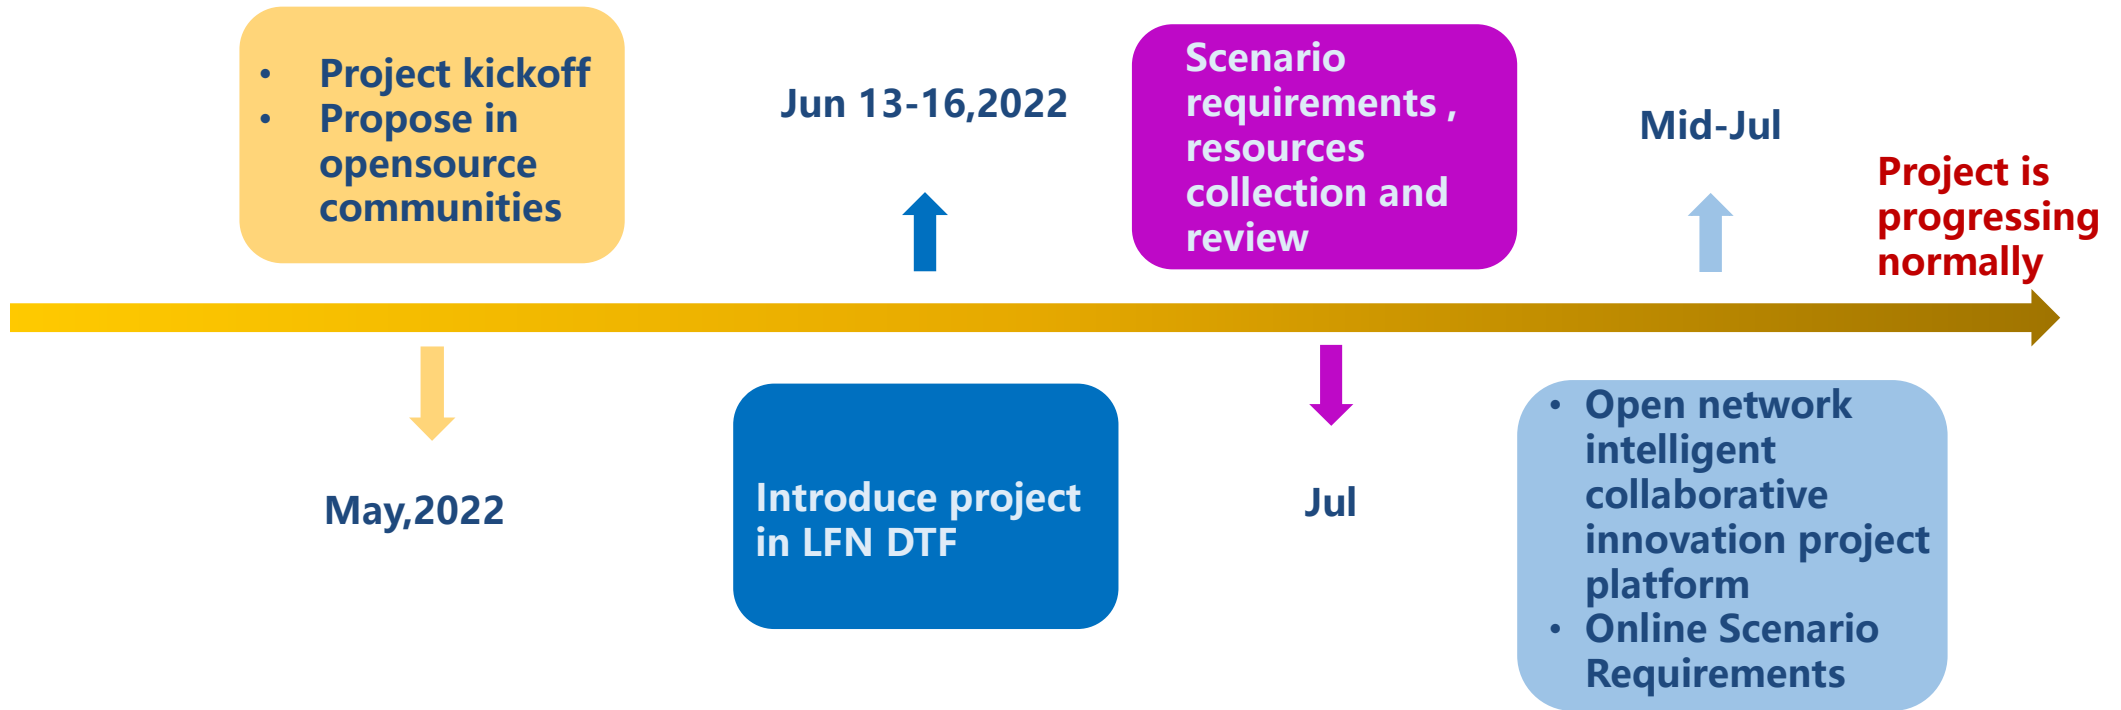 • Project kickoff
• Propose in
opensource
communities
May,2022
Jun 13-16,2022
Introduce project
in LFN DTF
Scenario
requirements ,
resources
collection and
review
Jul
Mid-Jul
• Open network
intelligent
collaborative
innovation project
platform
• Online Scenario
Requirements
Project is
progressing
normally